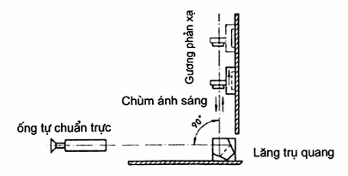 Gương phản xạ
Chùm ánh sáng
ống tự chuẩn trực
90°
Lăng trụ quang